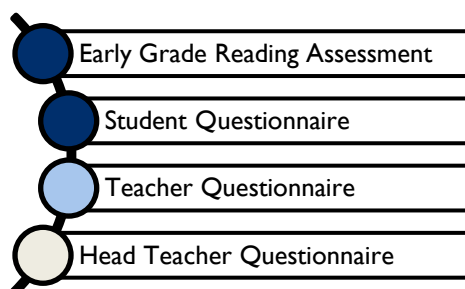 Early Grade Reading Assessment
Student Questionnaire
Teacher Questionnaire
Head Teacher Questionnaire